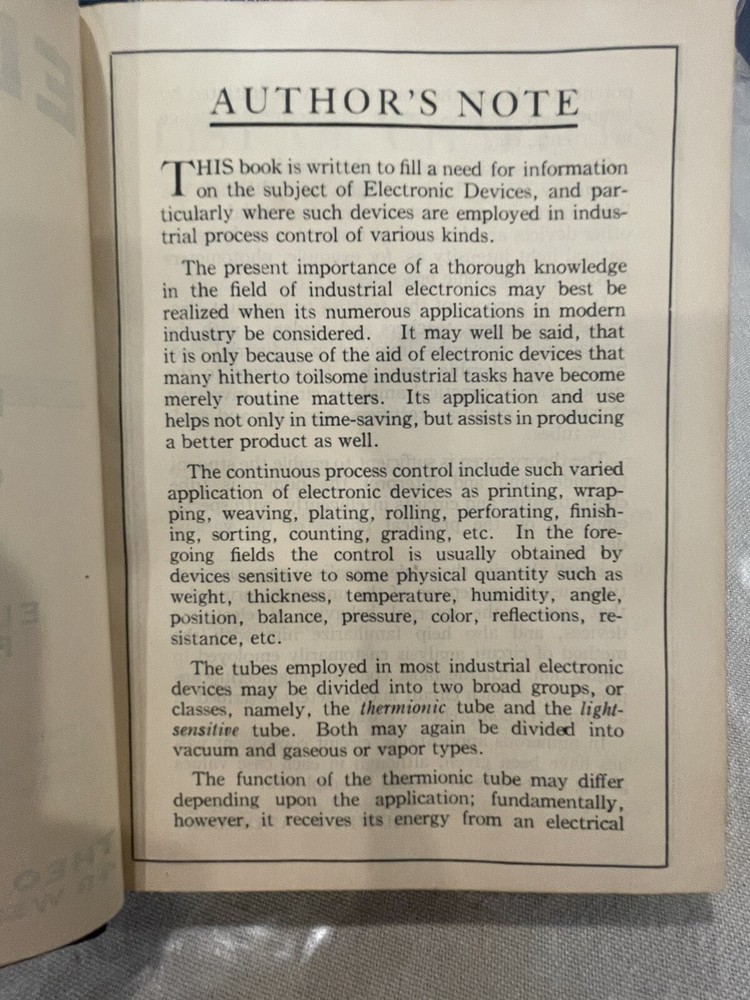 AUTHOR'S NOTE
THIS book is written to fill a need for information
on the subject of Electronic Devices, and par-
ticularly where such devices are employed in indus-
trial process control of various kinds.
The present importance of a thorough knowledge
in the field of industrial electronics may best be
realized when its numerous applications in modern
industry be considered. It may well be said, that
it is only because of the aid of electronic devices that
many hitherto toilsome industrial tasks have become
merely routine matters. Its application and use
helps not only in time-saving, but assists in producing
a better product as well.
The continuous process control include such varied
application of electronic devices as printing, wrap-
ping, weaving, plating, rolling, perforating, finish-
ing, sorting, counting, grading, etc. In the fore-
going fields the control is usually obtained by
devices sensitive to some physical quantity such as
weight, thickness, temperature, humidity, angle,
position, balance, pressure, color, reflections, re-
sistance, etc.
The tubes employed in most industrial electronic
devices may be divided into two broad groups, or
classes, namely, the thermionic tube and the light-
sensitive tube. Both may again be divided into
vacuum and gaseous or vapor types.
The function of the thermionic tube may differ
depending upon the application; fundamentally,
however, it receives its energy from an electrical